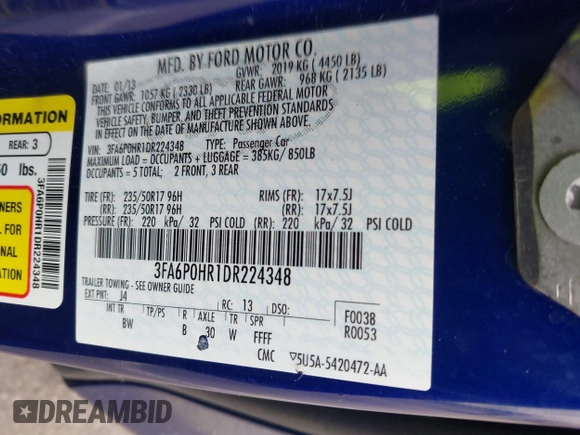 MFD. BY FORD MOTOR CO.
DATE: 01/13 GVWR: 2019 KG ( 4450 LB)
FRONT GAWR: 1057 KG ( 2330 LB) REAR GAWR: 968 KG ( 2135 LB)
THIS VEHICLE CONFORMS TO ALL APPLICABLE FEDERAL MOTOR
VEHICLE SAFETY, BUMPER, AND THEFT PREVENTION STANDARDS
IN EFFECT ON THE DATE OF MANUFACTURE SHOWN ABOVE.
VIN: 3FA6P0HR1DR224348 TYPE: Passenger Car
MAXIMUM LOAD = OCCUPANTS + LUGGAGE = 385KG/ 850LB
OCCUPANTS = 5 TOTAL: 2 FRONT, 3 REAR
TIRE (FR): 235/50R17 96H RIMS (FR): 17x7.5J
(RR): 235/50R17 96H (RR): 17x7.5J
PRESSURE (FR): 220 kPa/ 32 PSI COLD (RR): 220 kPa/ 32 PSI COLD
3FA6P0HR1DR224348
TRAILER TOWING - SEE OWNER GUIDE
EXT PNT: J4 RC: 13 DSO:
INT TR TP/PS R AXLE TR SPR
BW B 30 W FFFF
F0038
R0053
CMC ▽5U5A-5420472-AA
ORMATION
REAR: 3
lbs.
NERS
3FA6P0HR1DR224348
DREAMBID